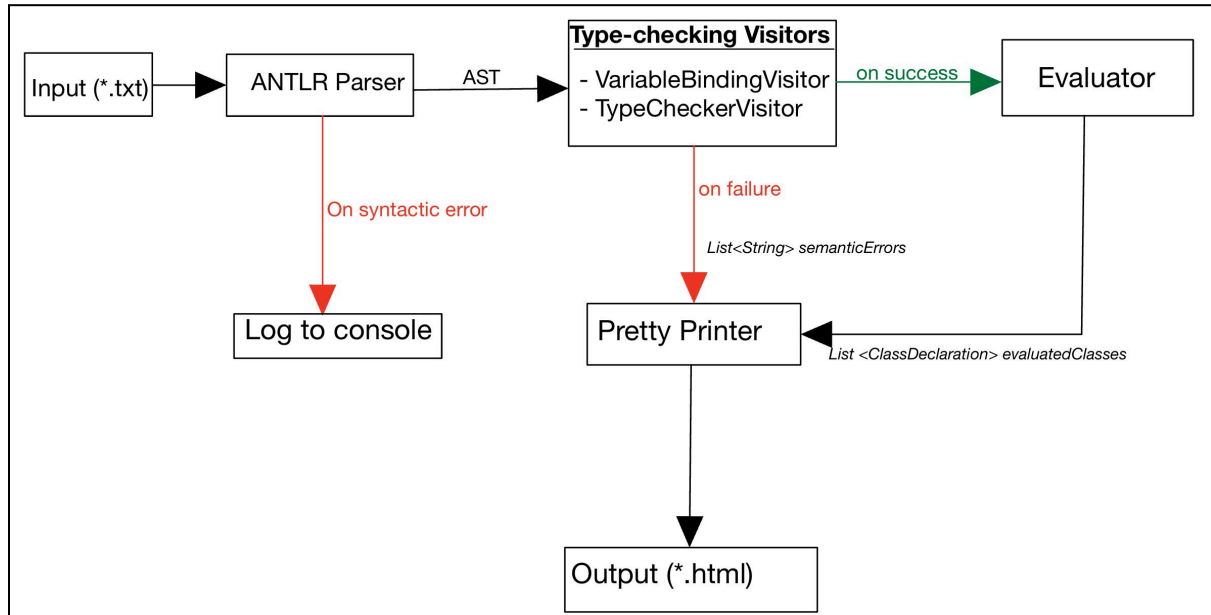 Input (*.txt)
ANTLR Parser
AST
Type-checking Visitors
- VariableBindingVisitor
- TypeCheckerVisitor
on success
Evaluator
On syntactic error
on failure
List<String> semanticErrors
Log to console
Pretty Printer
List <ClassDeclaration> evaluatedClasses
Output (*.html)